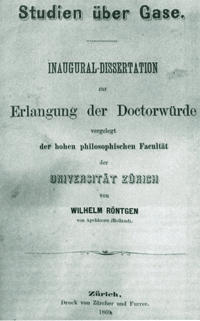 Studien über Gase.
INAUGURAL-DISSERTATION
zur
Erlangung der Doctorwürde
vorgelegt
der hohen philosophischen Facultät
der
UNIVERSITÄT ZÜRICH
von
WILHELM RÖNTGEN
von Apeldoorn (Holland).
Zürich,
Druck von Zürcher und Furrer.
1869.